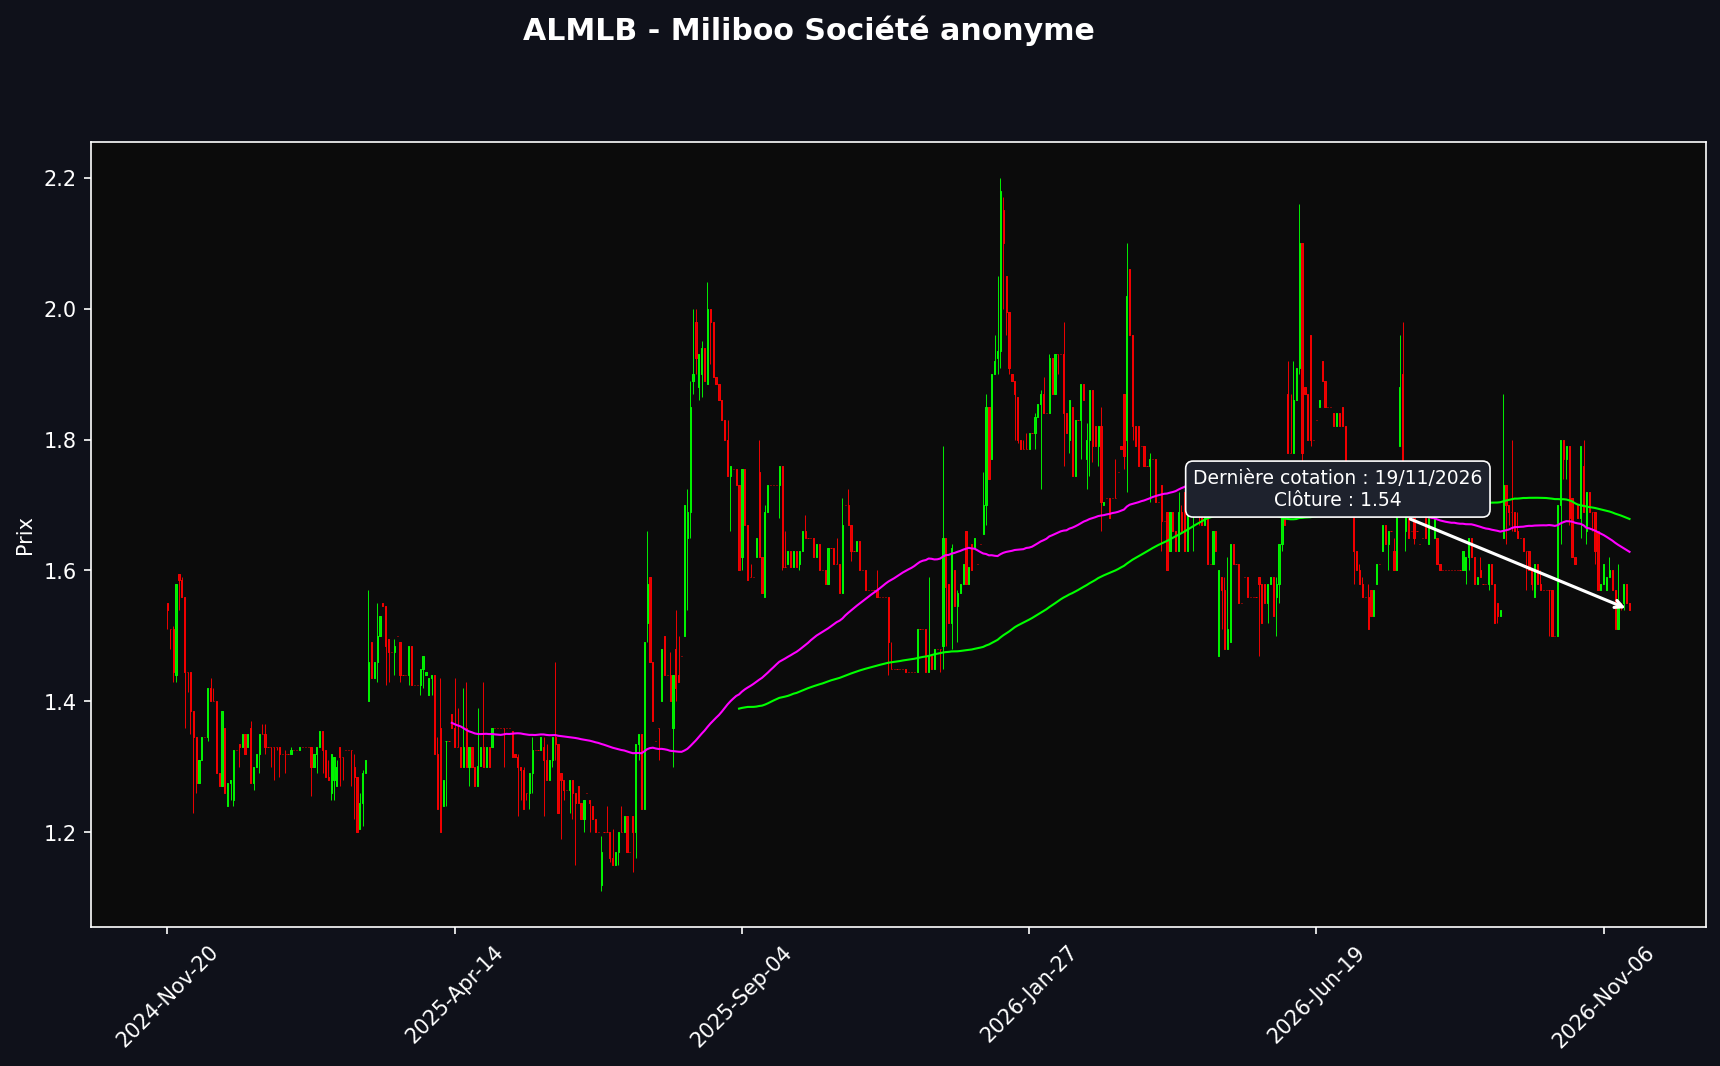 ALMLB - Miliboo Société anonyme
2.2
2.0
1.8
1.6
1.4
1.2
Prix
Dernière cotation : 19/11/2026
Clôture : 1.54
2024-Nov-20
2025-Apr-14
2025-Sep-04
2026-Jan-27
2026-Jun-19
2026-Nov-06